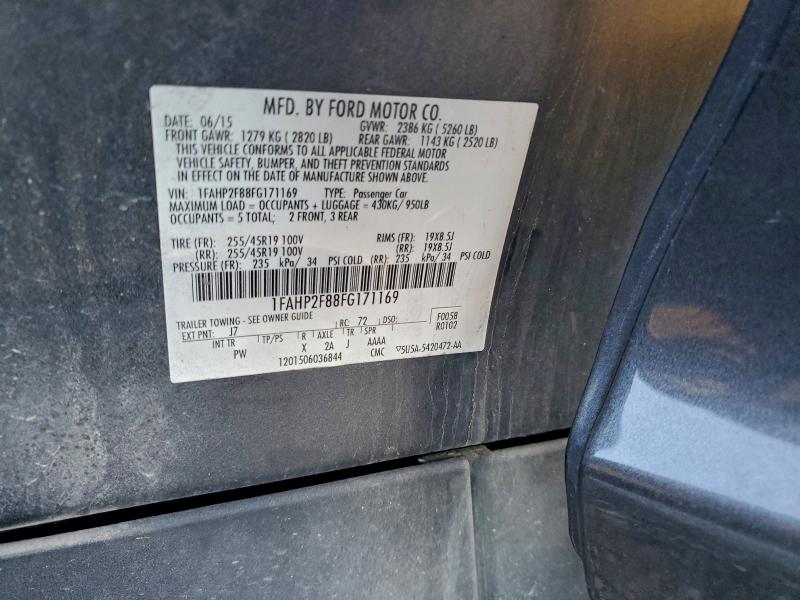 MFD. BY FORD MOTOR CO.
DATE: 06/15 GVWR: 2386 KG ( 5260 LB)
FRONT GAWR: 1279 KG ( 2820 LB) REAR GAWR: 1143 KG ( 2520 LB)
THIS VEHICLE CONFORMS TO ALL APPLICABLE FEDERAL MOTOR
VEHICLE SAFETY, BUMPER, AND THEFT PREVENTION STANDARDS
IN EFFECT ON THE DATE OF MANUFACTURE SHOWN ABOVE.
VIN: 1FAHP2F88FG171169 TYPE: Passenger Car
MAXIMUM LOAD = OCCUPANTS + LUGGAGE = 430KG/ 950LB
OCCUPANTS = 5 TOTAL; 2 FRONT, 3 REAR
TIRE (FR): 255/45R19 100V RIMS (FR): 19X8.5J
(RR): 255/45R19 100V (RR): 19X8.5J
PRESSURE (FR): 235 kPa/ 34 PSI COLD (RR): 235 kPa/ 34 PSI COLD
1FAHP2F88FG171169
TRAILER TOWING - SEE OWNER GUIDE F0058
EXT PNT: J7 RC: 72 DSO: R0102
INT TR TP/PS R AXLE TR SPR
PW X 2A J AAAA
1201506036844 CMC ▽5U5A-5420472-AA